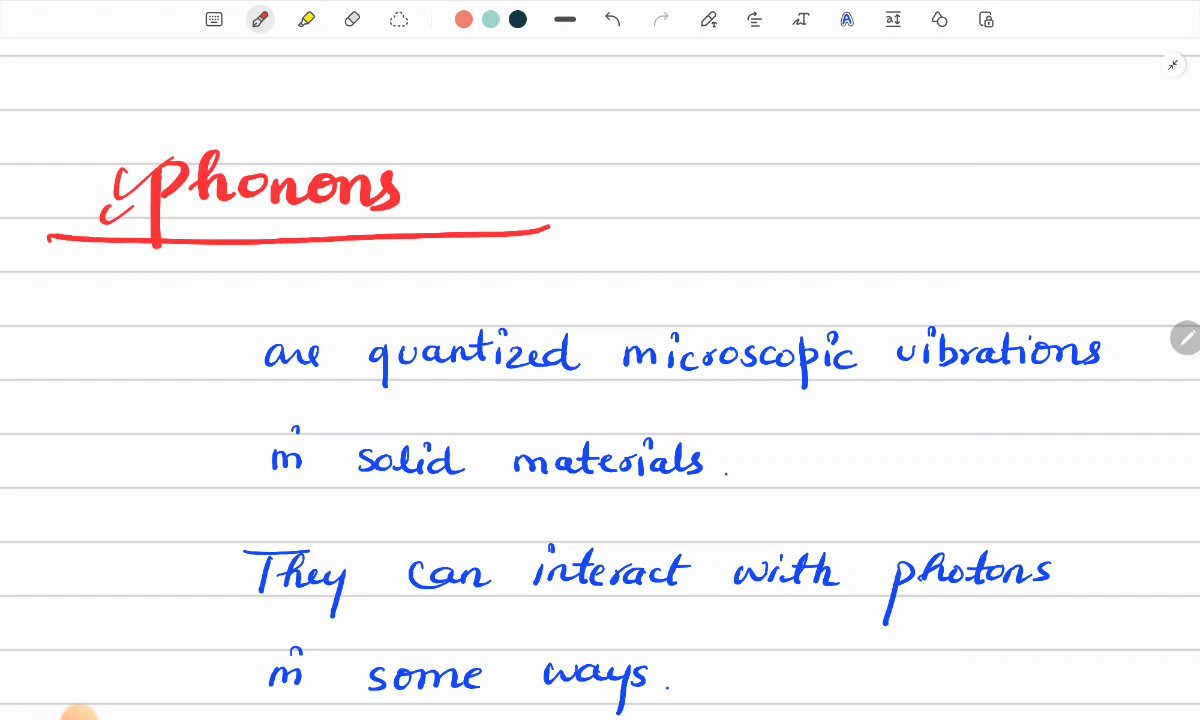 Phonons
are quantized microscopic vibrations
in solid materials.
They can interact with photons
in some ways.